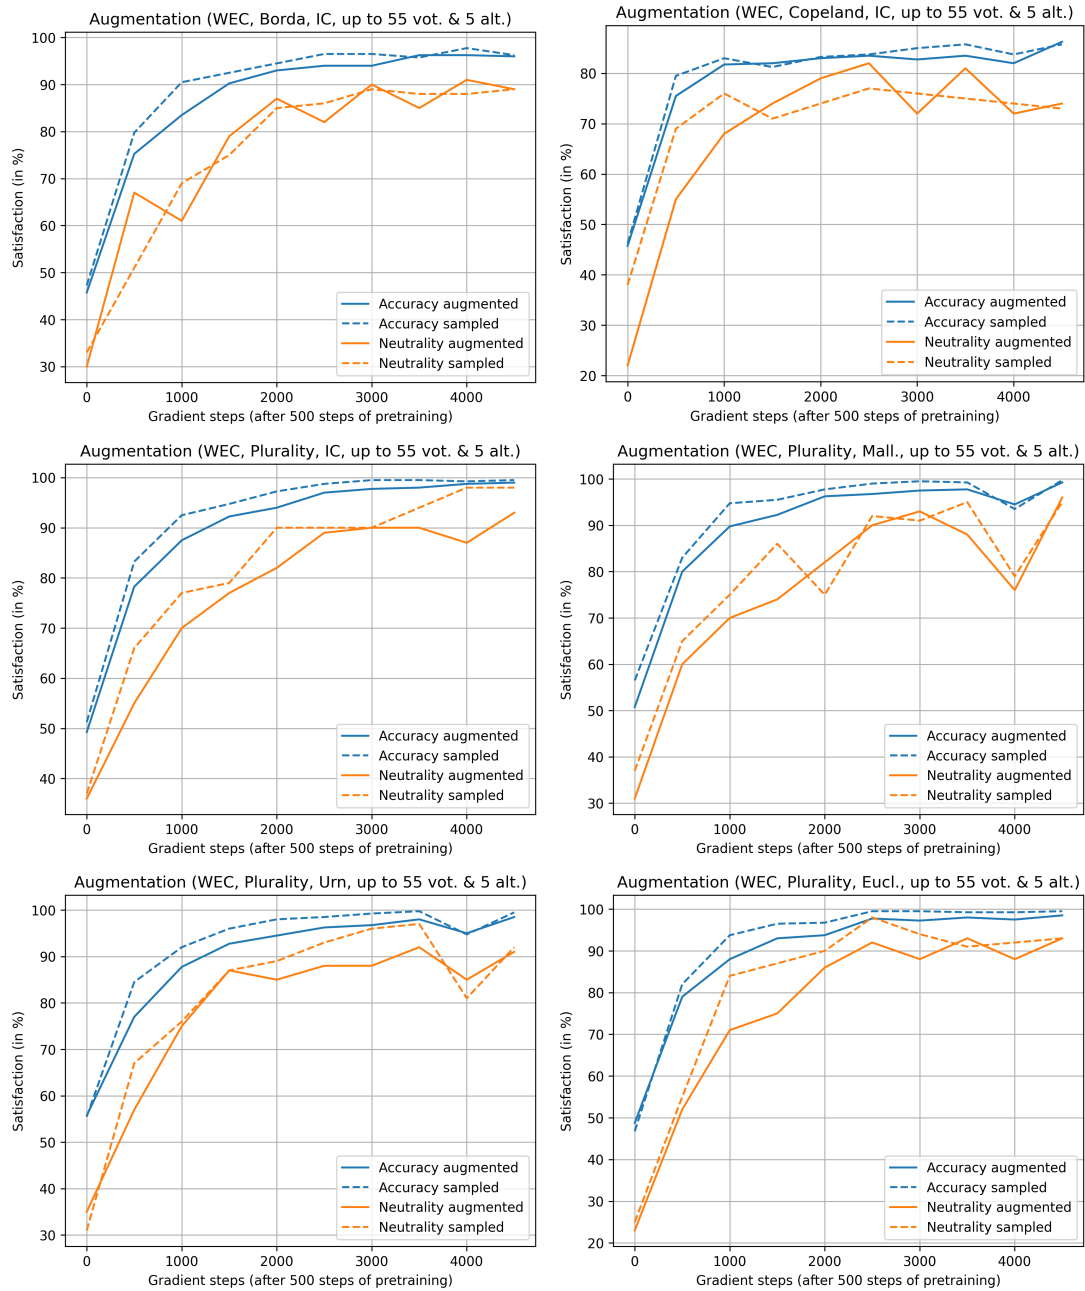 Augmentation (WEC, Borda, IC, up to 55 vot. & 5 alt.)
Satisfaction (in %)
100
90
80
70
60
50
40
30
Accuracy augmented
Accuracy sampled
Neutrality augmented
Neutrality sampled
0 1000 2000 3000 4000
Gradient steps (after 500 steps of pretraining)
Augmentation (WEC, Copeland, IC, up to 55 vot. & 5 alt.)
Satisfaction (in %)
80
70
60
50
40
30
20
Accuracy augmented
Accuracy sampled
Neutrality augmented
Neutrality sampled
0 1000 2000 3000 4000
Gradient steps (after 500 steps of pretraining)
Augmentation (WEC, Plurality, IC, up to 55 vot. & 5 alt.)
Satisfaction (in %)
100
90
80
70
60
50
40
Accuracy augmented
Accuracy sampled
Neutrality augmented
Neutrality sampled
0 1000 2000 3000 4000
Gradient steps (after 500 steps of pretraining)
Augmentation (WEC, Plurality, Mall., up to 55 vot. & 5 alt.)
Satisfaction (in %)
100
90
80
70
60
50
40
30
Accuracy augmented
Accuracy sampled
Neutrality augmented
Neutrality sampled
0 1000 2000 3000 4000
Gradient steps (after 500 steps of pretraining)
Augmentation (WEC, Plurality, Urn, up to 55 vot. & 5 alt.)
Satisfaction (in %)
100
90
80
70
60
50
40
30
Accuracy augmented
Accuracy sampled
Neutrality augmented
Neutrality sampled
0 1000 2000 3000 4000
Gradient steps (after 500 steps of pretraining)
Augmentation (WEC, Plurality, Eucl., up to 55 vot. & 5 alt.)
Satisfaction (in %)
100
90
80
70
60
50
40
30
20
Accuracy augmented
Accuracy sampled
Neutrality augmented
Neutrality sampled
0 1000 2000 3000 4000
Gradient steps (after 500 steps of pretraining)